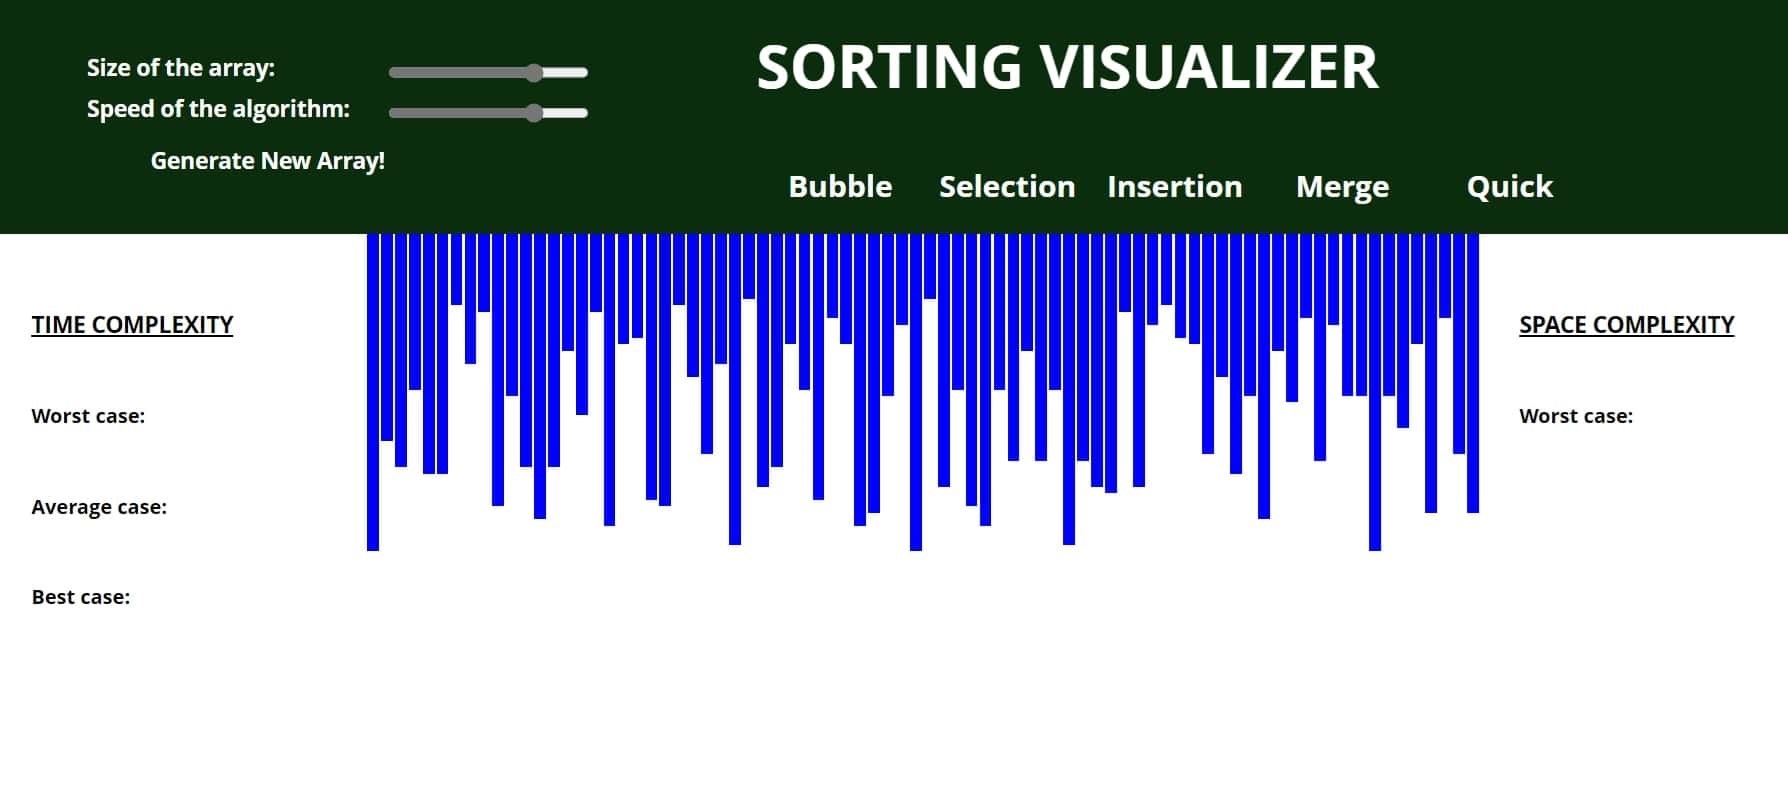 Size of the array:
Speed of the algorithm:
Generate New Array!
SORTING VISUALIZER
Bubble Selection Insertion Merge Quick
TIME COMPLEXITY
Worst case:
Average case:
Best case:
SPACE COMPLEXITY
Worst case: